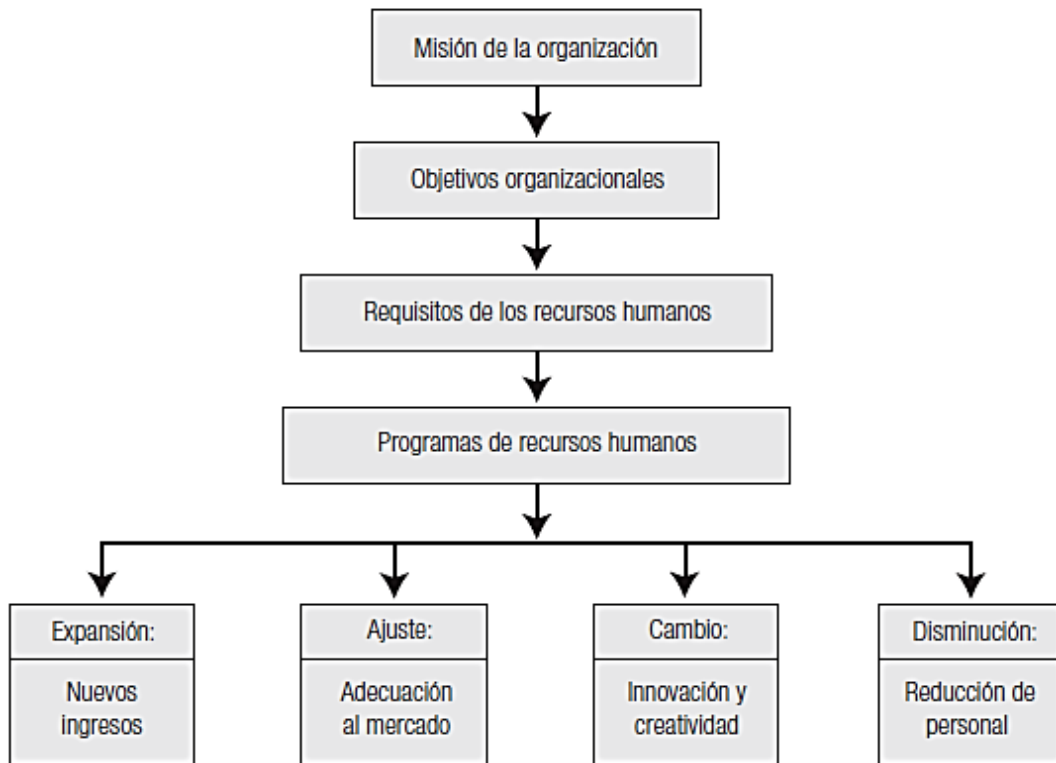 Misión de la organización
Objetivos organizacionales
Requisitos de los recursos humanos
Programas de recursos humanos
Expansión:
Nuevos
ingresos
Ajuste:
Adecuación
al mercado
Cambio:
Innovación y
creatividad
Disminución:
Reducción de
personal